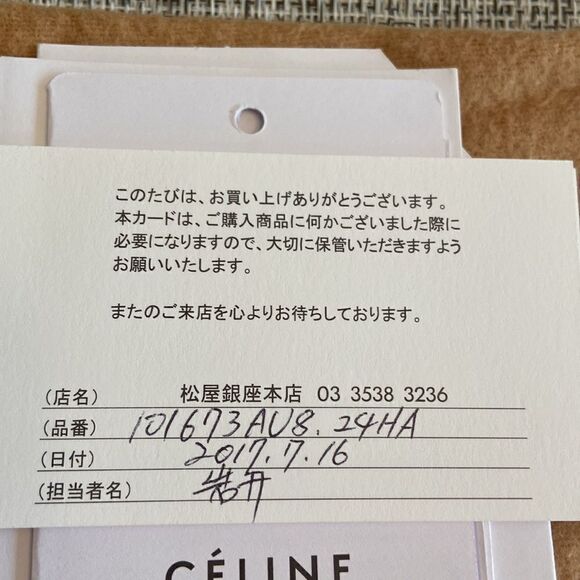 このたびは、お買い上げありがとうございます。
本カードは、ご購入商品に何かございました際に
必要になりますので、大切に保管いただきますよう
お願いいたします。
またのご来店を心よりお待ちしております。
（店名） 松屋銀座本店 03 3538 3236
（品番） 101673AU8.24HA
（日付） 2017.7.16
（担当者名） 岩井
CÉLINE